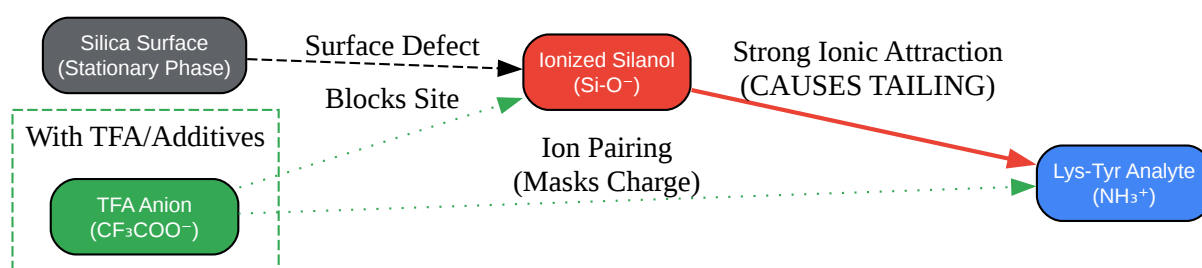 Silica Surface
(Stationary Phase)
Surface Defect
Ionized Silanol
(Si-O⁻)
Strong Ionic Attraction
(CAUSES TAILING)
Blocks Site
With TFA/Additives
Ion Pairing
(Masks Charge)
TFA Anion
(CF₃COO⁻)
Lys-Tyr Analyte
(NH₃⁺)